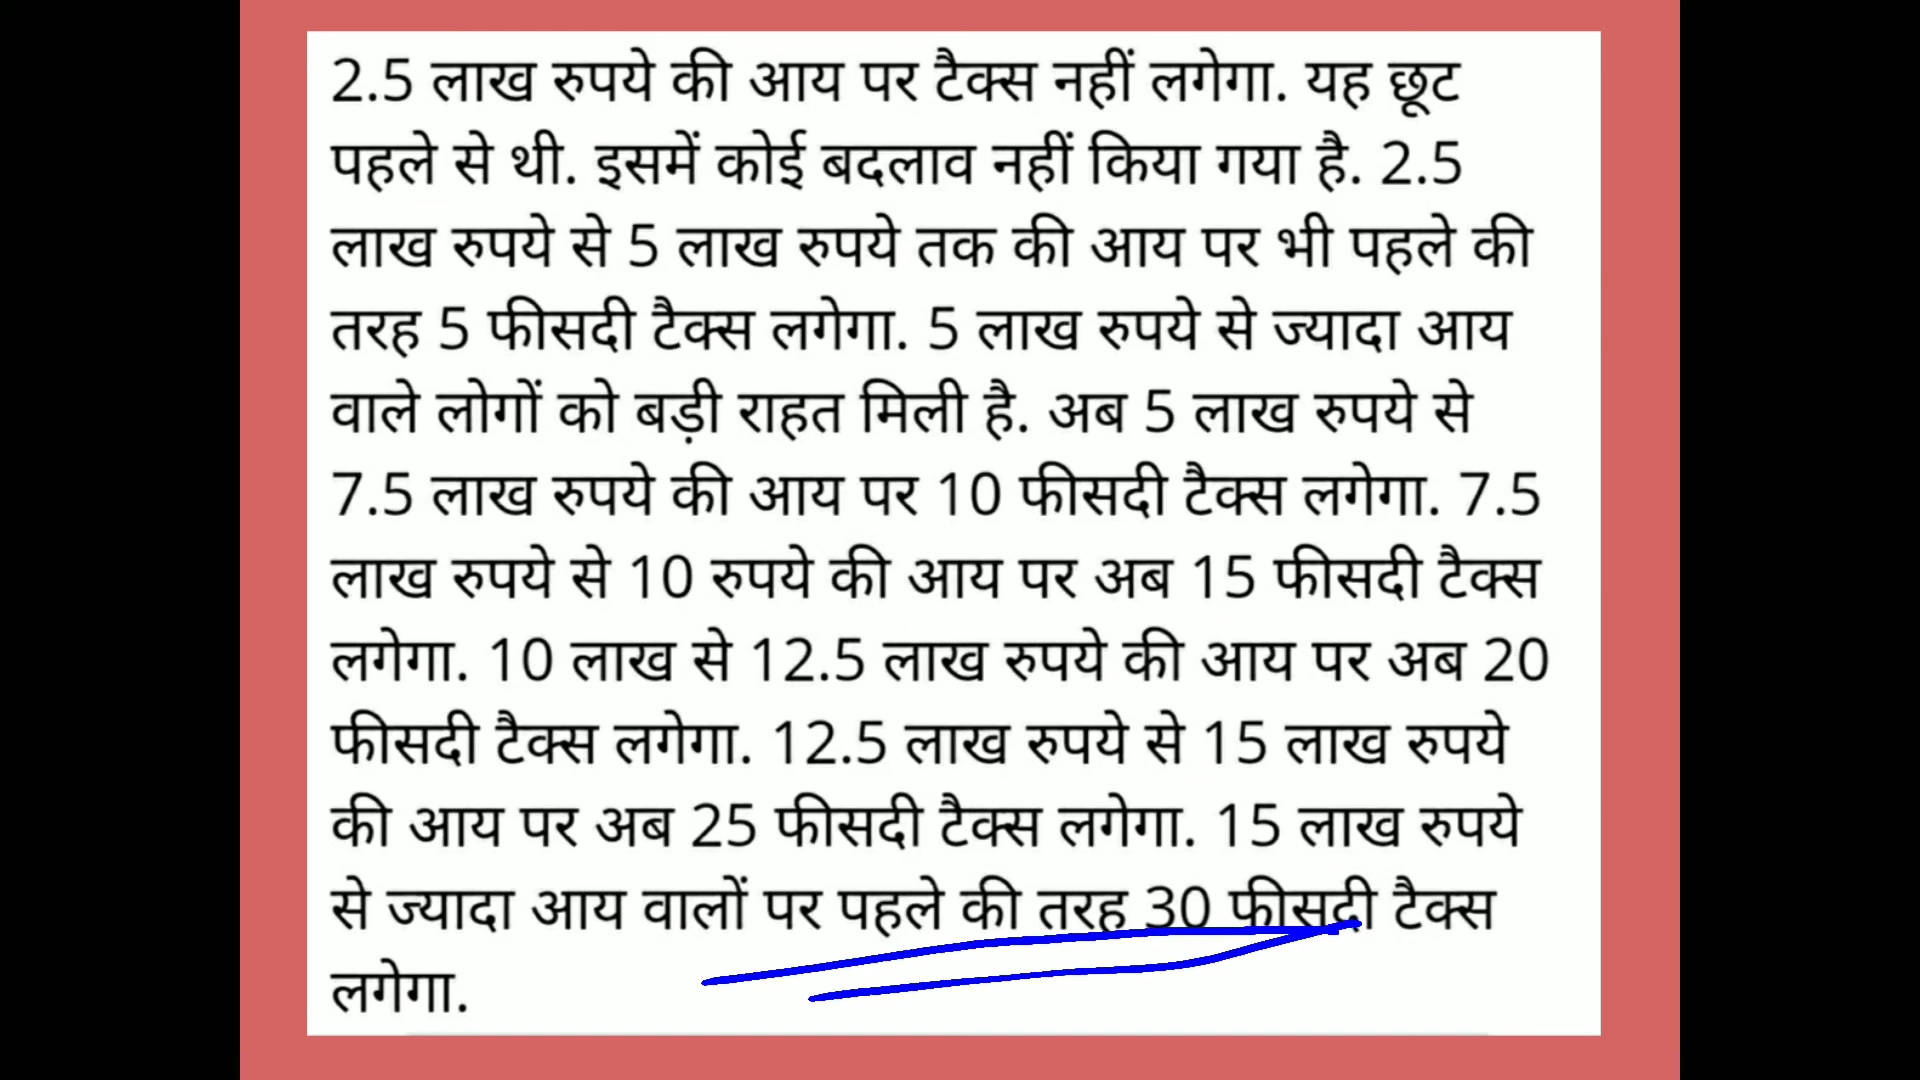 2.5 लाख रुपये की आय पर टैक्स नहीं लगेगा. यह छूट
पहले से थी. इसमें कोई बदलाव नहीं किया गया है. 2.5
लाख रुपये से 5 लाख रुपये तक की आय पर भी पहले की
तरह 5 फीसदी टैक्स लगेगा. 5 लाख रुपये से ज्यादा आय
वाले लोगों को बड़ी राहत मिली है. अब 5 लाख रुपये से
7.5 लाख रुपये की आय पर 10 फीसदी टैक्स लगेगा. 7.5
लाख रुपये से 10 रुपये की आय पर अब 15 फीसदी टैक्स
लगेगा. 10 लाख से 12.5 लाख रुपये की आय पर अब 20
फीसदी टैक्स लगेगा. 12.5 लाख रुपये से 15 लाख रुपये
की आय पर अब 25 फीसदी टैक्स लगेगा. 15 लाख रुपये
से ज्यादा आय वालों पर पहले की तरह 30 फीसदी टैक्स
लगेगा.